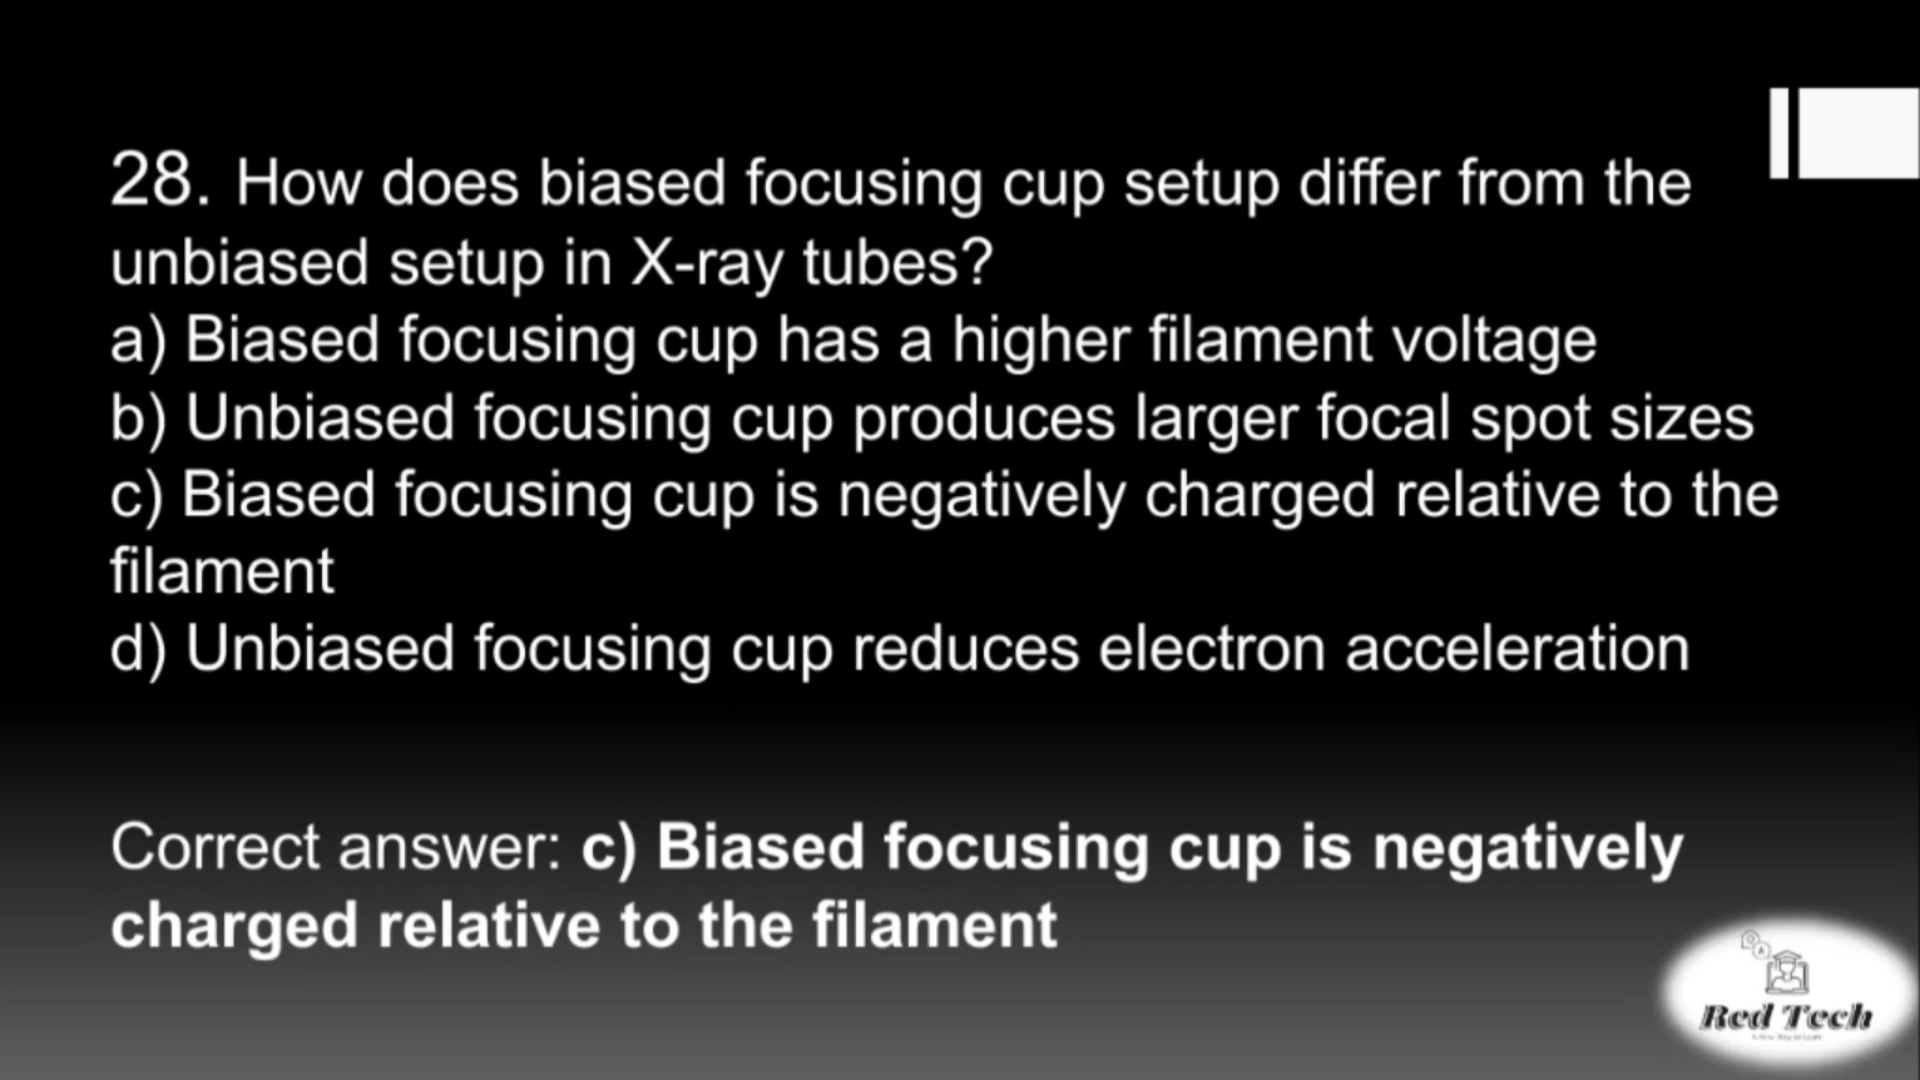 28. How does biased focusing cup setup differ from the
unbiased setup in X-ray tubes?
a) Biased focusing cup has a higher filament voltage
b) Unbiased focusing cup produces larger focal spot sizes
c) Biased focusing cup is negatively charged relative to the
filament
d) Unbiased focusing cup reduces electron acceleration
Correct answer: c) Biased focusing cup is negatively
charged relative to the filament
Q
A
Red Tech